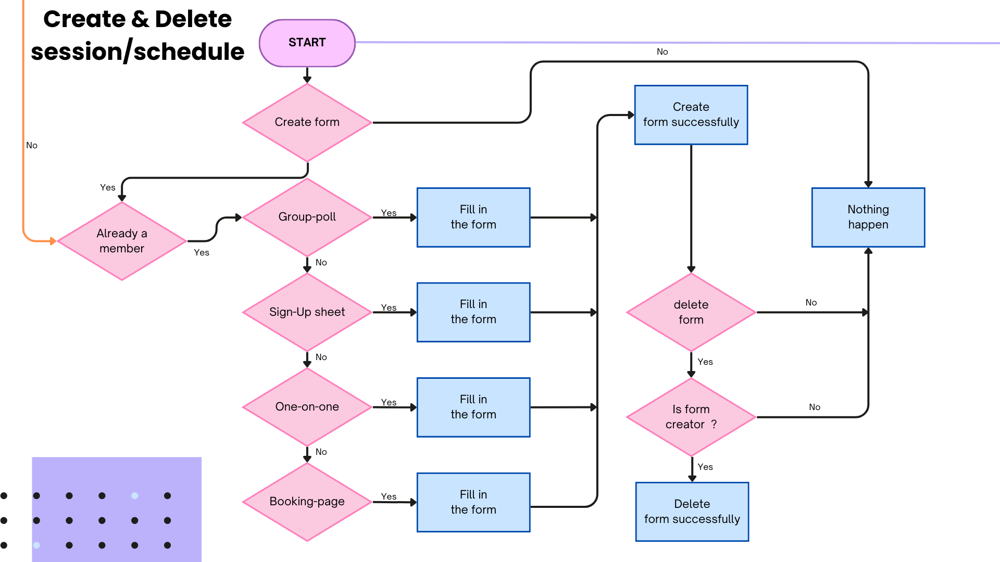 Create & Delete
session/schedule
START
No
Create form
Create
form successfully
No
Yes
Already a
member
Yes
Group-poll
Yes
Fill in
the form
Nothing
happen
No
Sign-Up sheet
Yes
Fill in
the form
delete
form
No
No
Yes
One-on-one
Yes
Fill in
the form
Is form
creator  ?
No
No
Yes
Booking-page
Yes
Fill in
the form
Delete
form successfully